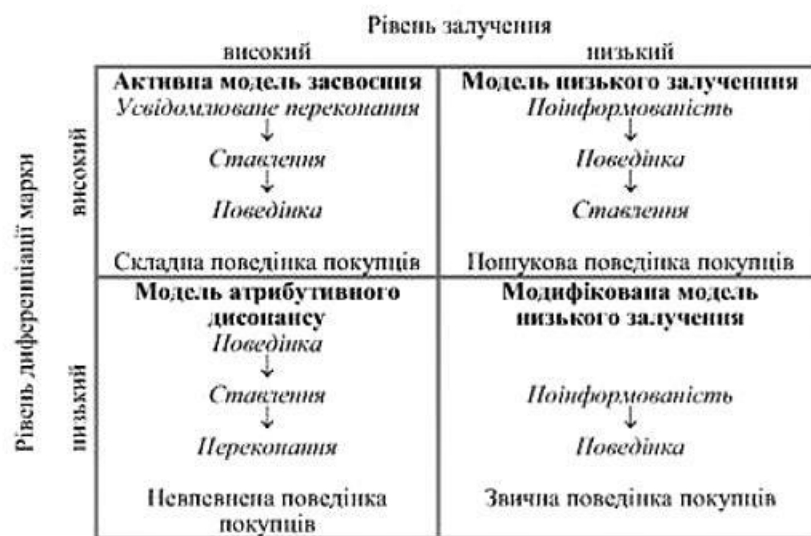 Рівень залучення
високий
низький
Рівень диференціації марки
високий
Активна модель засвоєння
Усвідомлюване переконання
↓
Ставлення
↓
Поведінка
Складна поведінка покупців
Модель низького залучення
Поінформованість
↓
Поведінка
↓
Ставлення
Пошукова поведінка покупців
низький
Модель атрибутивного
дисонансу
Поведінка
↓
Ставлення
↓
Переконання
Невпевнена поведінка
покупців
Модифікована модель
низького залучення
Поінформованість
↓
Поведінка
Звична поведінка покупців